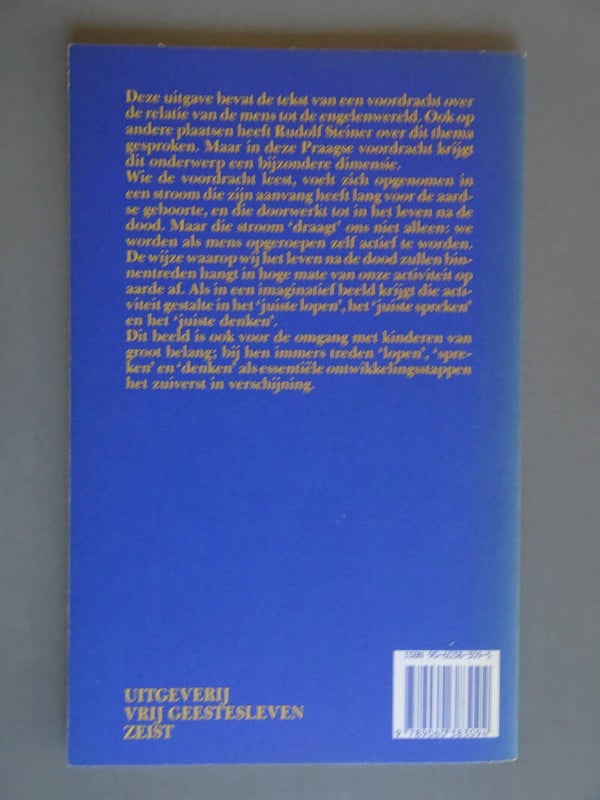 Deze uitgave bevat de tekst van een voordracht over
de relatie van de mens tot de engelenwereld. Ook op
andere plaatsen heeft Rudolf Steiner over dit thema
gesproken. Maar in deze Praagse voordracht krijgt
dit onderwerp een bijzondere dimensie.
Wie de voordracht leest, voelt zich opgenomen in
een stroom die zijn aanvang heeft lang voor de aard-
se geboorte, en die doorwerkt tot in het leven na de
dood. Maar die stroom ‘draagt’ ons niet alleen: we
worden als mens opgeroepen zelf actief te worden.
De wijze waarop wij het leven na de dood zullen bin-
nentreden hangt in hoge mate van onze activiteit op
aarde af. Als in een imaginatief beeld krijgt die acti-
viteit gestalte in het ‘juiste lopen’, het ‘juiste spreken’
en het ‘juiste denken’.
Dit beeld is ook voor de omgang met kinderen van
groot belang; bij hen immers treden ‘lopen’, ‘spre-
ken’ en ‘denken’ als essentiële ontwikkelingsstappen
het zuiverst in verschijning.
UITGEVERIJ
VRIJ GEESTESLEVEN
ZEIST
ISBN